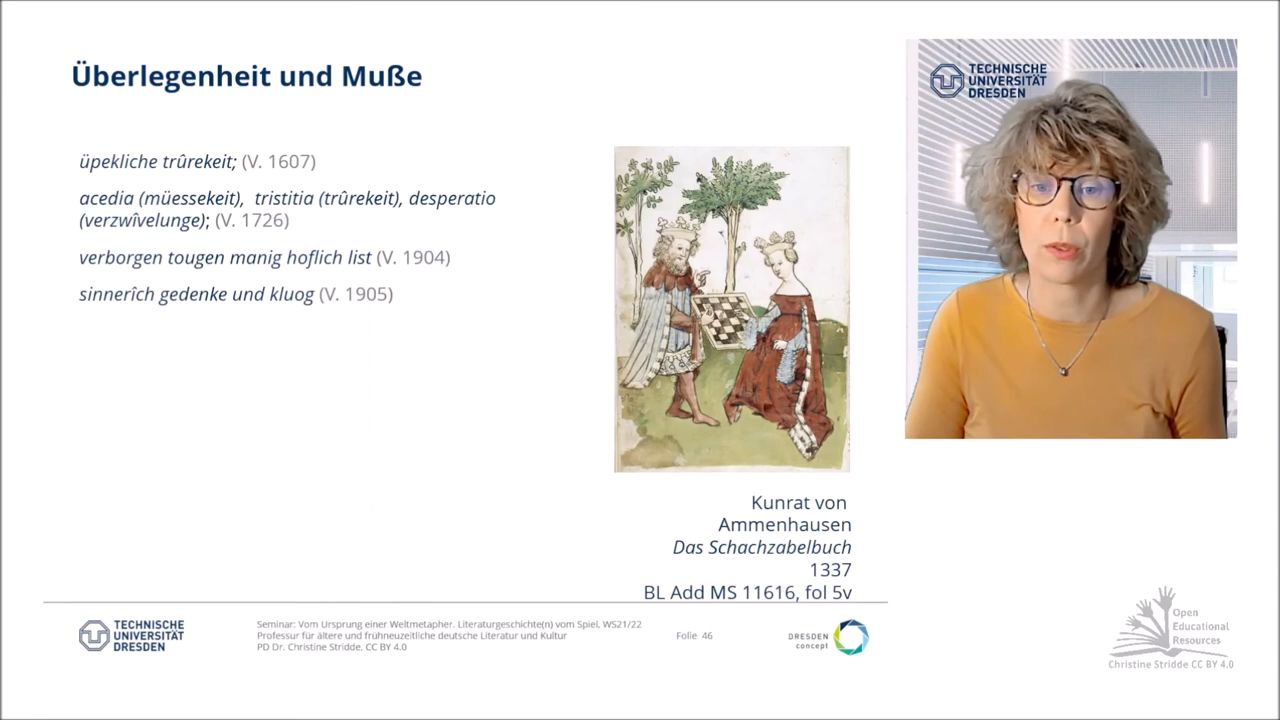 Überlegenheit und Muße
üpekliche trûrekeit; (V. 1607)
acedia (müessekeit), tristitia (trûrekeit), desperatio
(verzwîvelunge); (V. 1726)
verborgen tougen manig hoflich list (V. 1904)
sinnerîch gedenke und kluog (V. 1905)
Kunrat von
Ammenhausen
Das Schachzabelbuch
1337
BL Add MS 11616, fol 5v
TECHNISCHE
UNIVERSITÄT
DRESDEN
TECHNISCHE
UNIVERSITÄT
DRESDEN
Seminar: Vom Ursprung einer Weltmetapher. Literaturgeschichte(n) vom Spiel, WS21/22
Professur für ältere und frühneuzeitliche deutsche Literatur und Kultur
PD Dr. Christine Stridde, CC BY 4.0
Folie 46
DRESDEN
concept
Open
Educational
Resources
Christine Stridde CC BY 4.0